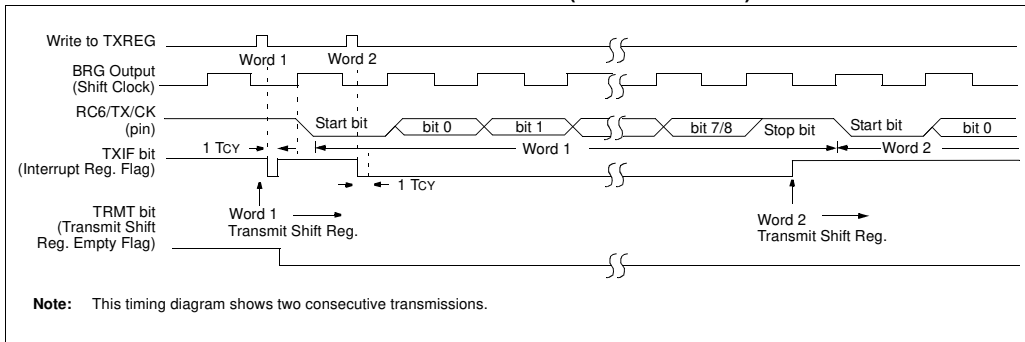 Write to TXREG
Word 1
Word 2
BRG Output
(Shift Clock)
RC6/TX/CK
(pin)
Start bit
bit 0
bit 1
bit 7/8
Stop bit
Start bit
bit 0
1 TCY
Word 1
Word 2
TXIF bit
(Interrupt Reg. Flag)
1 TCY
TRMT bit
(Transmit Shift
Reg. Empty Flag)
Word 1
Transmit Shift Reg.
Word 2
Transmit Shift Reg.
Note: This timing diagram shows two consecutive transmissions.